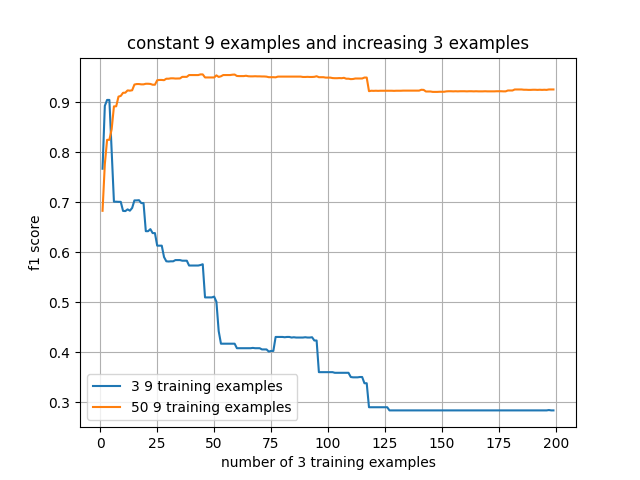 constant 9 examples and increasing 3 examples
f1 score
0.9
0.8
0.7
0.6
0.5
0.4
0.3
3 9 training examples
50 9 training examples
0 25 50 75 100 125 150 175 200
number of 3 training examples